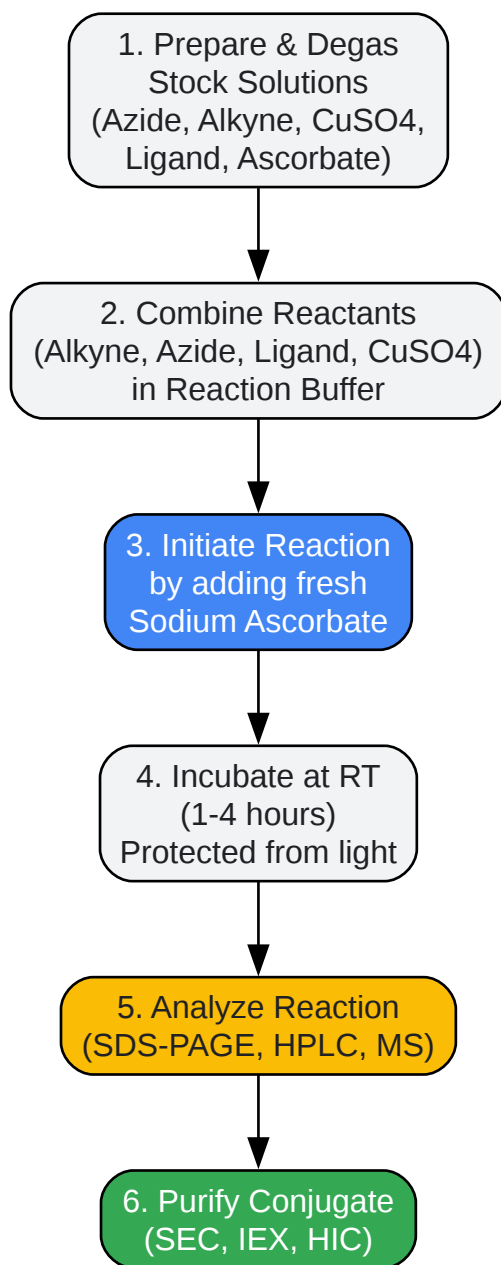 1. Prepare & Degas
Stock Solutions
(Azide, Alkyne, CuSO4,
Ligand, Ascorbate)
2. Combine Reactants
(Alkyne, Azide, Ligand, CuSO4)
in Reaction Buffer
3. Initiate Reaction
by adding fresh
Sodium Ascorbate
4. Incubate at RT
(1-4 hours)
Protected from light
5. Analyze Reaction
(SDS-PAGE, HPLC, MS)
6. Purify Conjugate
(SEC, IEX, HIC)